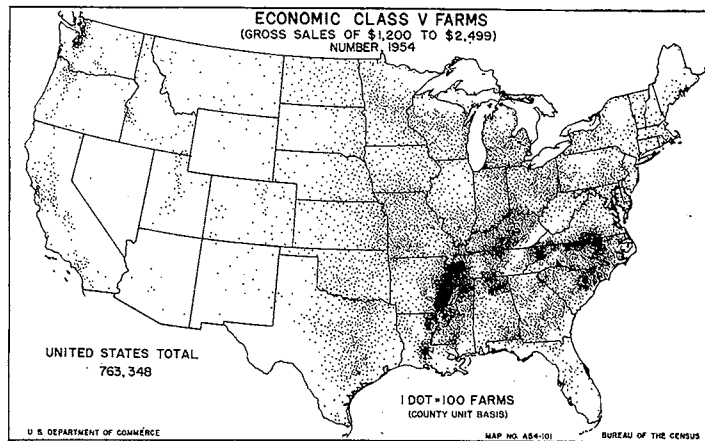 ECONOMIC CLASS V FARMS
(GROSS SALES OF $1,200 TO $2,499)
NUMBER, 1954
UNITED STATES TOTAL
763,348
1 DOT = 100 FARMS
(COUNTY UNIT BASIS)
U. S. DEPARTMENT OF COMMERCE
MAP NO. A54-101
BUREAU OF THE CENSUS